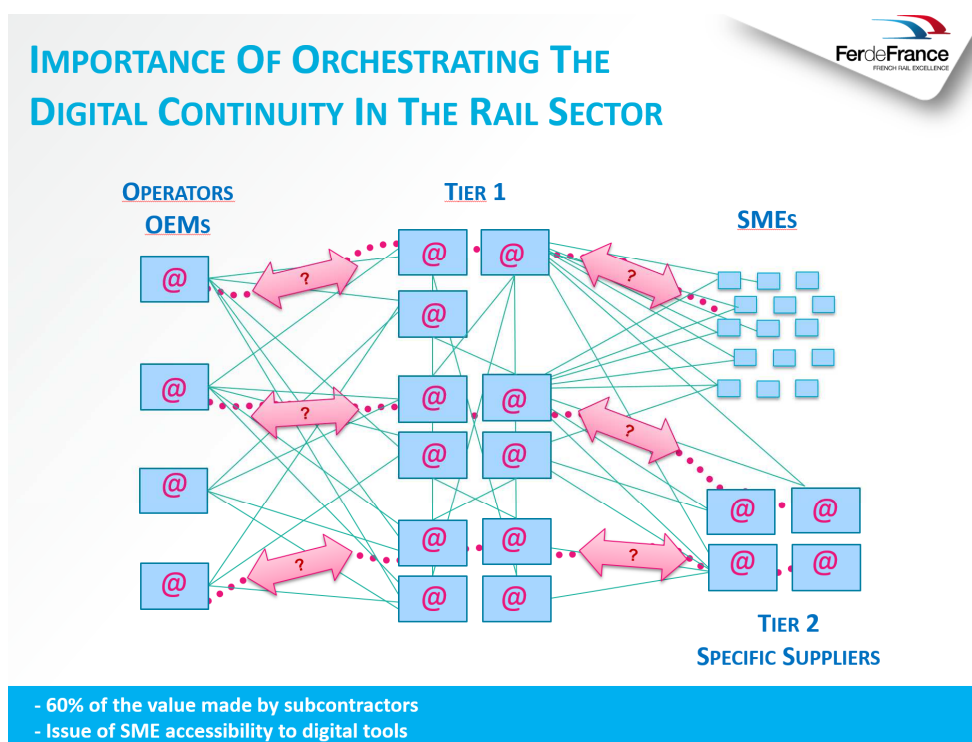 FerdeFrance
FRENCH RAIL EXCELLENCE
IMPORTANCE OF ORCHESTRATING THE
DIGITAL CONTINUITY IN THE RAIL SECTOR
OPERATORS
OEMS
TIER 1
SMES
@ @
@ ? ?
@
@ @ @
? ?
@ @
@
@ @
@ @
? ?
@ @
@ @ @
TIER 2
SPECIFIC SUPPLIERS
- 60% of the value made by subcontractors
- Issue of SME accessibility to digital tools